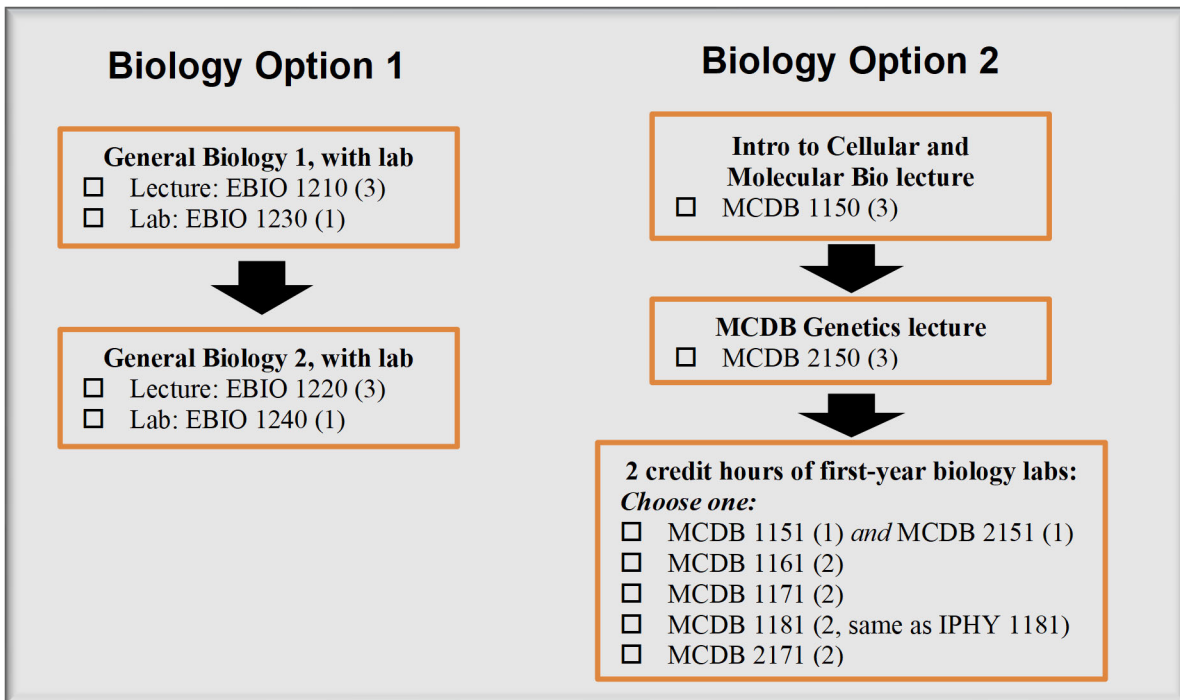 Biology Option 1
General Biology 1, with lab
☐ Lecture: EBIO 1210 (3)
☐ Lab: EBIO 1230 (1)
General Biology 2, with lab
☐ Lecture: EBIO 1220 (3)
☐ Lab: EBIO 1240 (1)
Biology Option 2
Intro to Cellular and
Molecular Bio lecture
☐ MCDB 1150 (3)
MCDB Genetics lecture
☐ MCDB 2150 (3)
2 credit hours of first-year biology labs:
Choose one:
☐ MCDB 1151 (1) and MCDB 2151 (1)
☐ MCDB 1161 (2)
☐ MCDB 1171 (2)
☐ MCDB 1181 (2, same as IPHY 1181)
☐ MCDB 2171 (2)